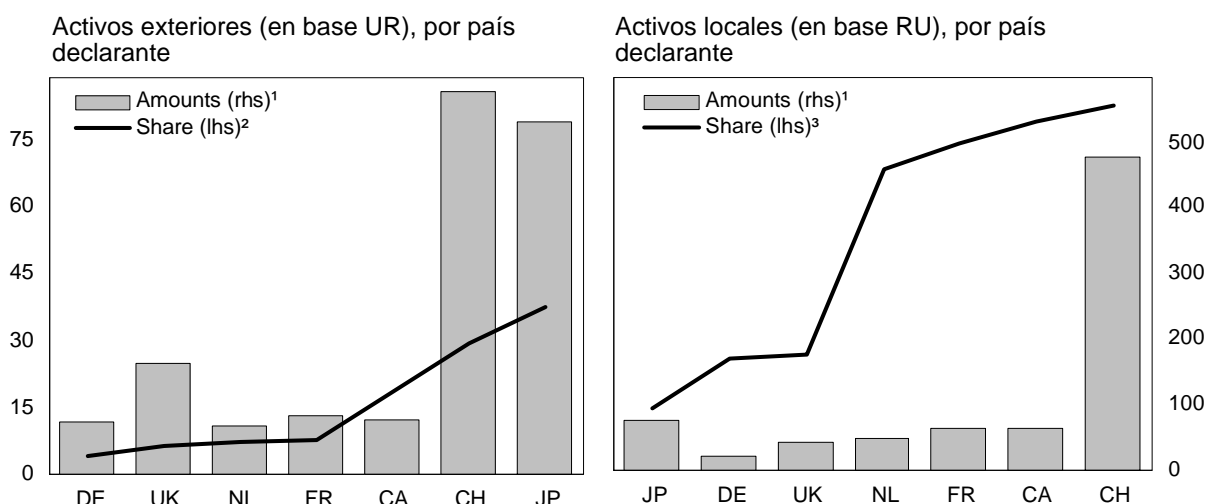 Activos exteriores (en base UR), por país
declarante
Amounts (rhs)¹
Share (lhs)²
75
60
45
30
15
0
DE UK NL FR CA CH JP
Activos locales (en base RU), por país
declarante
Amounts (rhs)¹
Share (lhs)³
500
400
300
200
100
0
JP DE UK NL FR CA CH